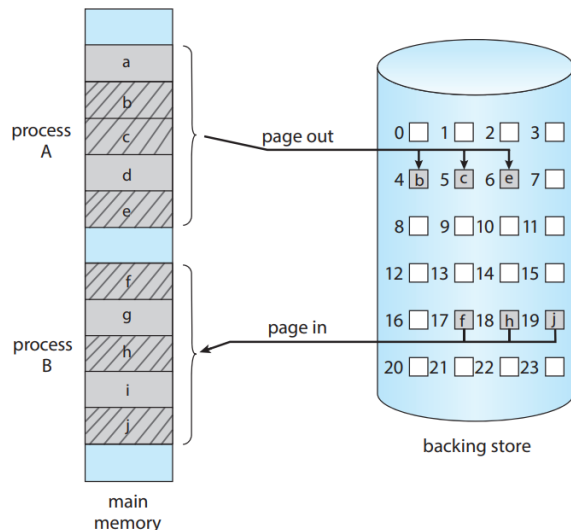 a
b
c
d
e
process
A
page out
f
g
h
i
j
process
B
page in
main
memory
0 1 2 3
4 b 5 c 6 e 7
8 9 10 11
12 13 14 15
16 17 f 18 h 19 j
20 21 22 23
backing store